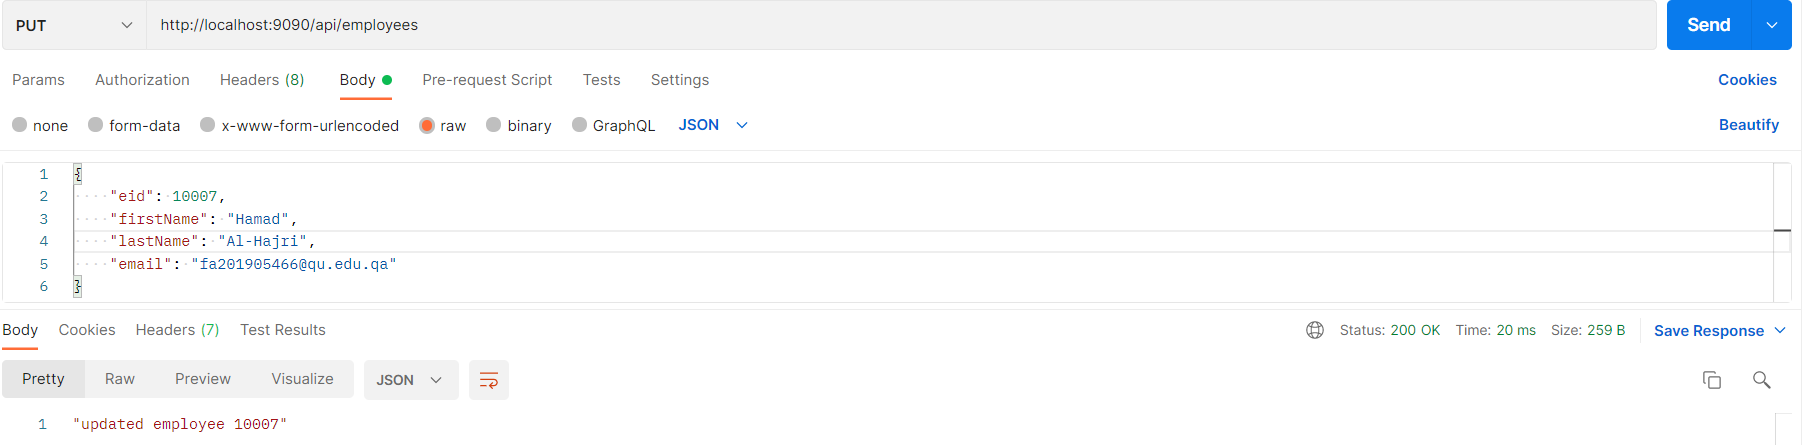 PUT http://localhost:9090/api/employees Send
Params Authorization Headers (8) Body Pre-request Script Tests Settings Cookies
none form-data x-www-form-urlencoded raw binary GraphQL JSON Beautify
1 {
2 "eid": 10007,
3 "firstName": "Hamad",
4 "lastName": "Al-Hajri",
5 "email": "fa201905466@qu.edu.qa"
6 }
Body Cookies Headers (7) Test Results Status: 200 OK Time: 20 ms Size: 259 B Save Response
Pretty Raw Preview Visualize JSON
1 "updated employee 10007"